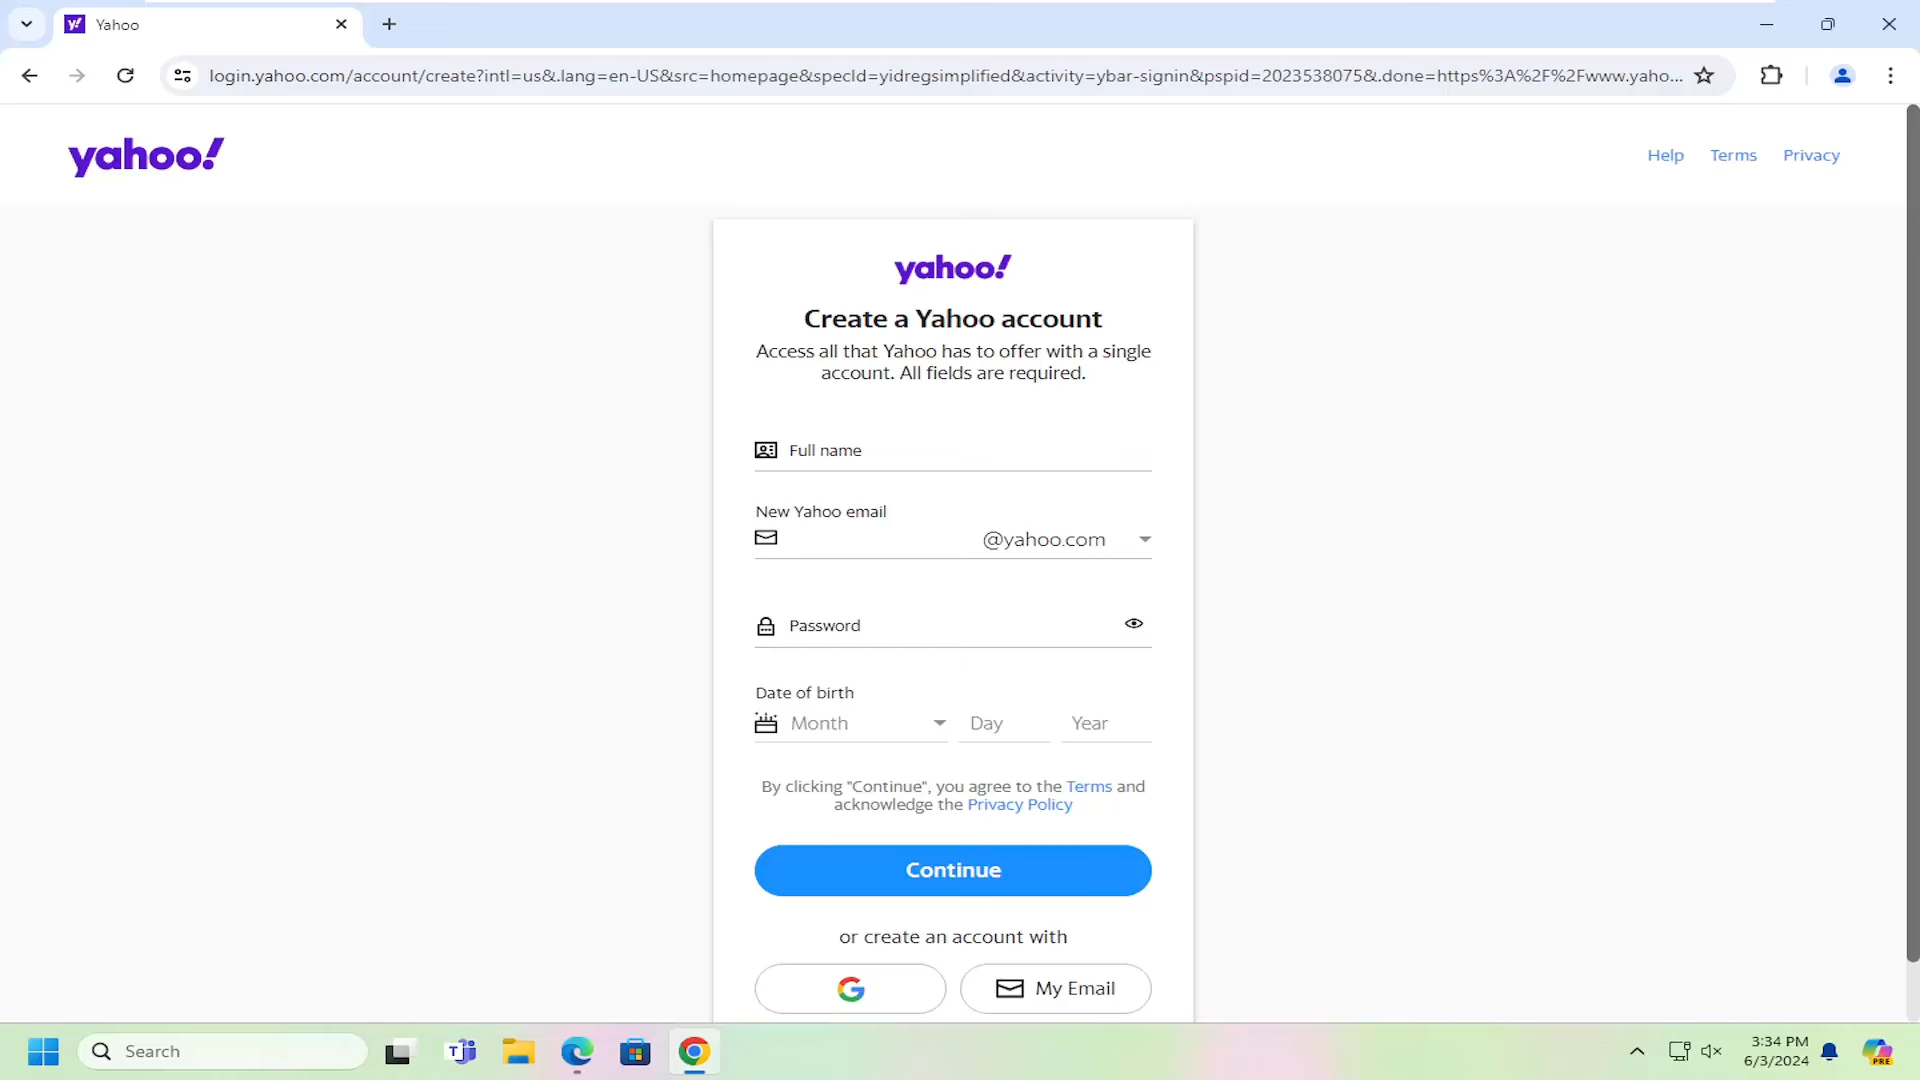 Yahoo
login.yahoo.com/account/create?intl=us&.lang=en-US&src=homepage&specId=yidregsimplified&activity=ybar-signin&pspid=2023538075&.done=https%3A%2F%2Fwww.yaho...
yahoo!
Help Terms Privacy
yahoo!
Create a Yahoo account
Access all that Yahoo has to offer with a single
account. All fields are required.
Full name
New Yahoo email
@yahoo.com
Password
Date of birth
Month Day Year
By clicking "Continue", you agree to the Terms and
acknowledge the Privacy Policy
Continue
or create an account with
My Email
Search
3:34 PM
6/3/2024
PRE